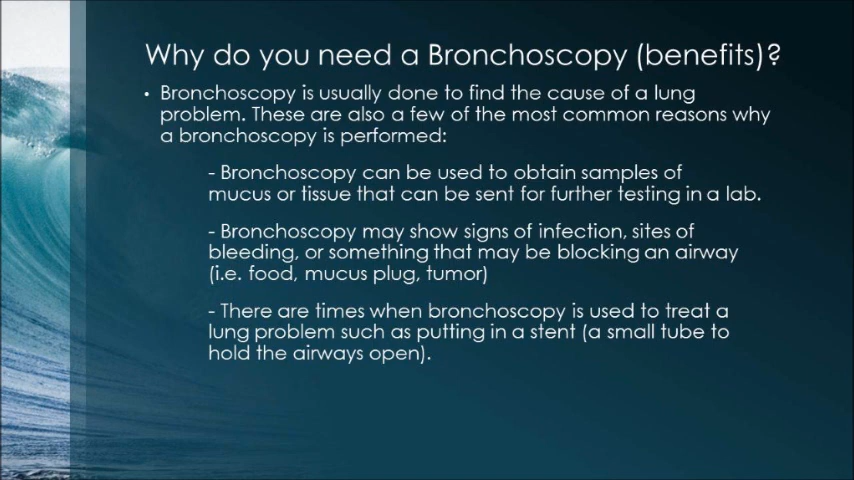 Why do you need a Bronchoscopy (benefits)?
• Bronchoscopy is usually done to find the cause of a lung
problem. These are also a few of the most common reasons why
a bronchoscopy is performed:
- Bronchoscopy can be used to obtain samples of
mucus or tissue that can be sent for further testing in a lab.
- Bronchoscopy may show signs of infection, sites of
bleeding, or something that may be blocking an airway
(i.e. food, mucus plug, tumor)
- There are times when bronchoscopy is used to treat a
lung problem such as putting in a stent (a small tube to
hold the airways open).